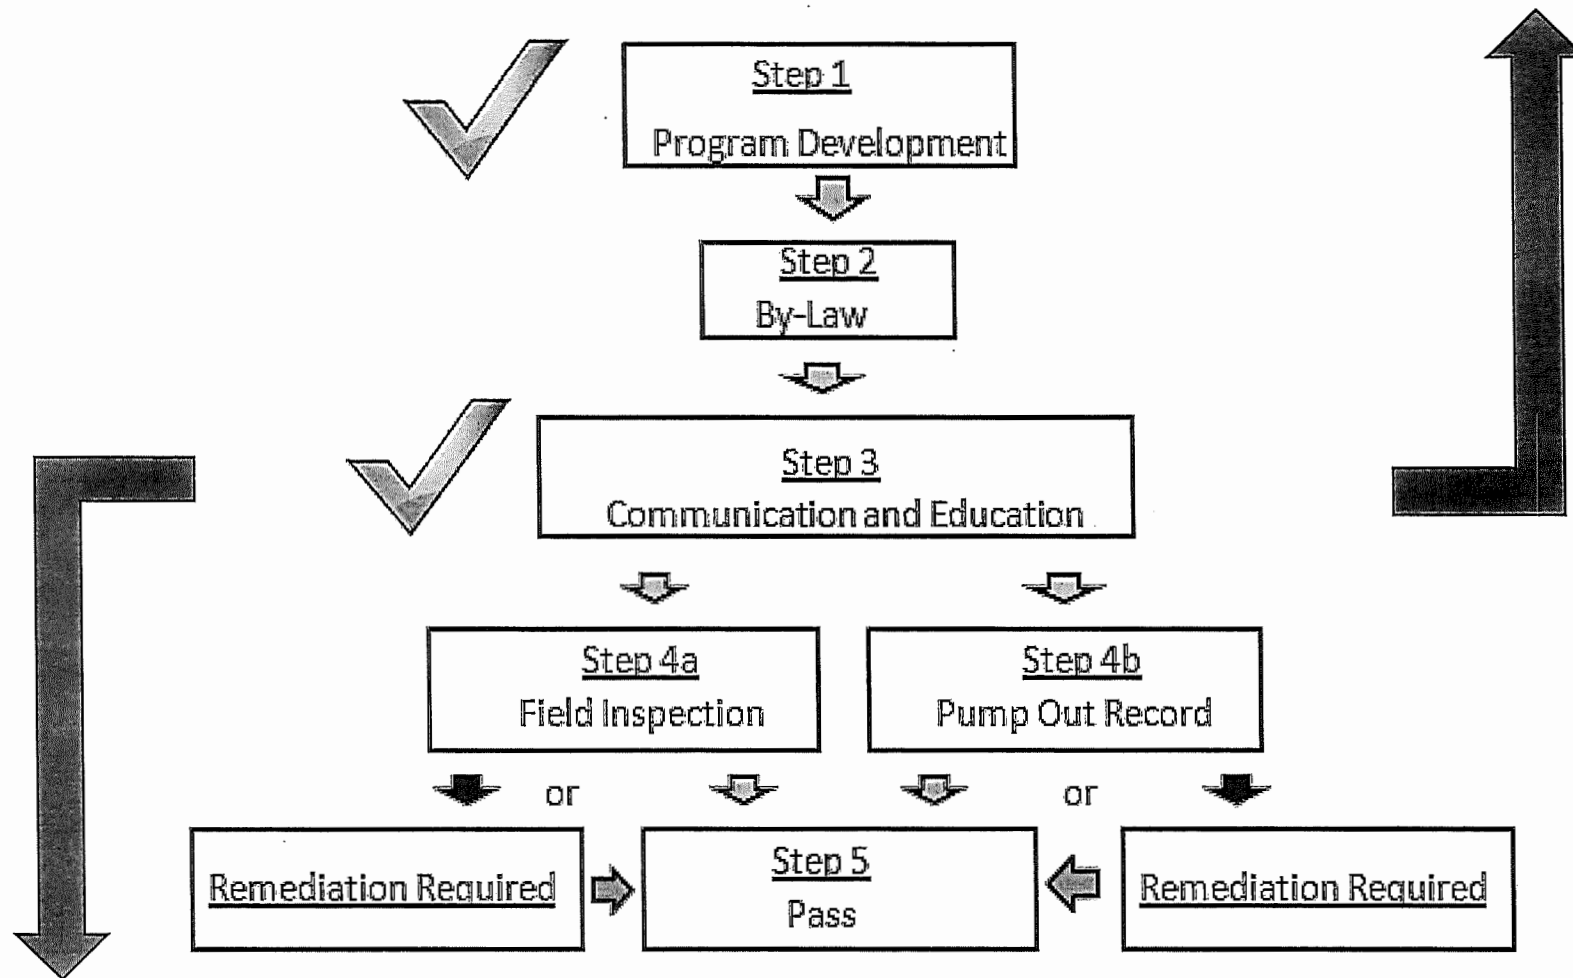 Step 1
Program Development
Step 2
By-Law
Step 3
Communication and Education
Step 4a
Field Inspection
Step 4b
Pump Out Record
or
or
Remediation Required
Step 5
Pass
Remediation Required